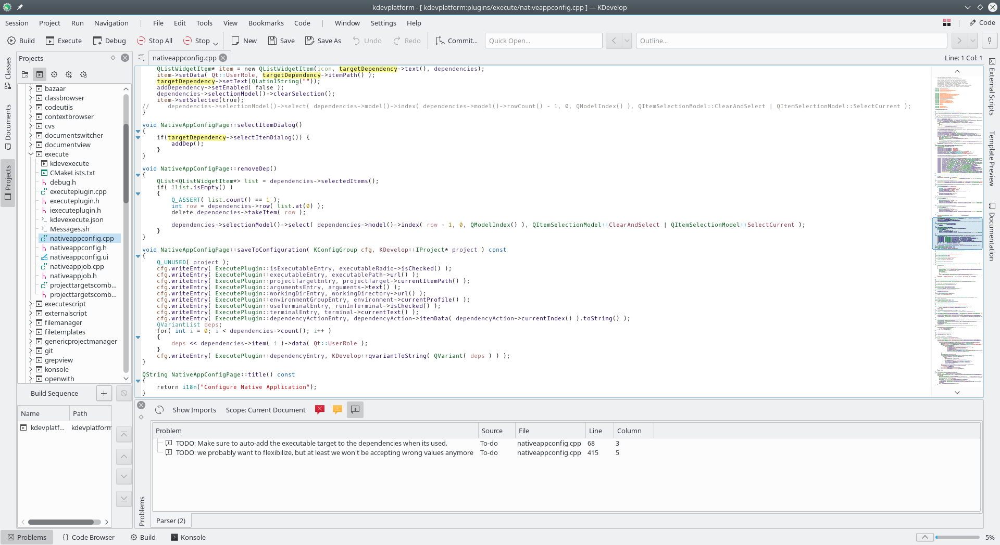 kdevplatform - [ kdevplatform:plugins/execute/nativeappconfig.cpp ] — KDevelop
Session Project Run Navigation | File Edit Tools View Bookmarks Code | Window Settings Help | Code
Build Execute Debug Stop All Stop New Save Save As Undo Redo Commit... Quick Open... Outline...
Classes
Documents
Projects
Projects
bazaar
classbrowser
codeutils
contextbrowser
cvs
documentswitcher
documentview
execute
kdevexecute
CMakeLists.txt
debug.h
executeplugin.cpp
executeplugin.h
iexecuteplugin.h
kdevexecute.json
Messages.sh
nativeappconfig.cpp
nativeappconfig.h
nativeappconfig.ui
nativeappjob.cpp
nativeappjob.h
projecttargetscomb...
projecttargetscomb...
executescript
externalscript
filemanager
filetemplates
genericprojectmanager
git
grepview
konsole
openwith
Build Sequence
Name Path
kdevplatf... kdevplatform
nativeappconfig.cpp
Line: 1 Col: 1
QListWidgetItem* item = new QListWidgetItem(icon, targetDependency->text(), dependencies);
item->setData( Qt::UserRole, targetDependency->itemPath() );
targetDependency->setText(QLatin1String(""));
addDependency->setEnabled( false );
dependencies->selectionModel()->clearSelection();
item->setSelected(true);
// dependencies->selectionModel()->select( dependencies->model()->index( dependencies->model()->rowCount() - 1, 0, QModelIndex() ), QItemSelectionModel::ClearAndSelect | QItemSelectionModel::SelectCurrent );
}
void NativeAppConfigPage::selectItemDialog()
{
if(targetDependency->selectItemDialog()) {
addDep();
}
}
void NativeAppConfigPage::removeDep()
{
QList<QListWidgetItem*> list = dependencies->selectedItems();
if( !list.isEmpty() )
{
Q_ASSERT( list.count() == 1 );
int row = dependencies->row( list.at(0) );
delete dependencies->takeItem( row );
dependencies->selectionModel()->select( dependencies->model()->index( row - 1, 0, QModelIndex() ), QItemSelectionModel::ClearAndSelect | QItemSelectionModel::SelectCurrent );
}
}
void NativeAppConfigPage::saveToConfiguration( KConfigGroup cfg, KDevelop::IProject* project ) const
{
Q_UNUSED( project );
cfg.writeEntry( ExecutePlugin::isExecutableEntry, executableRadio->isChecked() );
cfg.writeEntry( ExecutePlugin::executableEntry, executablePath->url() );
cfg.writeEntry( ExecutePlugin::projectTargetEntry, projectTarget->currentItemPath() );
cfg.writeEntry( ExecutePlugin::argumentsEntry, arguments->text() );
cfg.writeEntry( ExecutePlugin::workingDirEntry, workingDirectory->url() );
cfg.writeEntry( ExecutePlugin::environmentGroupEntry, environment->currentProfile() );
cfg.writeEntry( ExecutePlugin::useTerminalEntry, runInTerminal->isChecked() );
cfg.writeEntry( ExecutePlugin::terminalEntry, terminal->currentText() );
cfg.writeEntry( ExecutePlugin::dependencyActionEntry, dependencyAction->itemData( dependencyAction->currentIndex() ).toString() );
QVariantList deps;
for( int i = 0; i < dependencies->count(); i++ )
{
deps << dependencies->item( i )->data( Qt::UserRole );
}
cfg.writeEntry( ExecutePlugin::dependencyEntry, KDevelop::qvariantToString( QVariant( deps ) ) );
}
QString NativeAppConfigPage::title() const
{
return i18n("Configure Native Application");
}
External Scripts
Template Preview
Documentation
Problems
Show Imports Scope: Current Document
Problem Source File Line Column
TODO: Make sure to auto-add the executable target to the dependencies when its used. To-do nativeappconfig.cpp 68 3
TODO: we probably want to flexibilize, but at least we won't be accepting wrong values anymore To-do nativeappconfig.cpp 415 5
Parser (2)
Problems Code Browser Build Konsole 5%